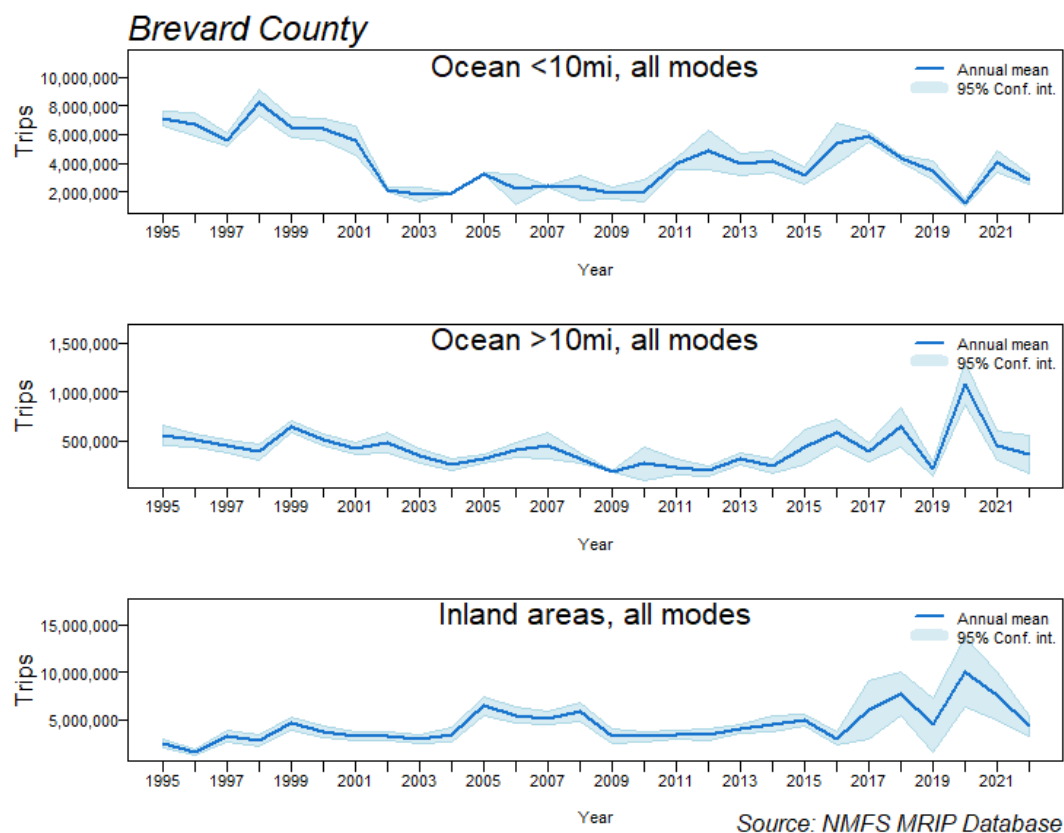 Brevard County
Ocean <10mi, all modes
Annual mean
95% Conf. int.
Trips
10,000,000
8,000,000
6,000,000
4,000,000
2,000,000
1995 1997 1999 2001 2003 2005 2007 2009 2011 2013 2015 2017 2019 2021
Year
Ocean >10mi, all modes
Annual mean
95% Conf. int.
Trips
1,500,000
1,000,000
500,000
1995 1997 1999 2001 2003 2005 2007 2009 2011 2013 2015 2017 2019 2021
Year
Inland areas, all modes
Annual mean
95% Conf. int.
Trips
15,000,000
10,000,000
5,000,000
1995 1997 1999 2001 2003 2005 2007 2009 2011 2013 2015 2017 2019 2021
Year
Source: NMFS MRIP Database